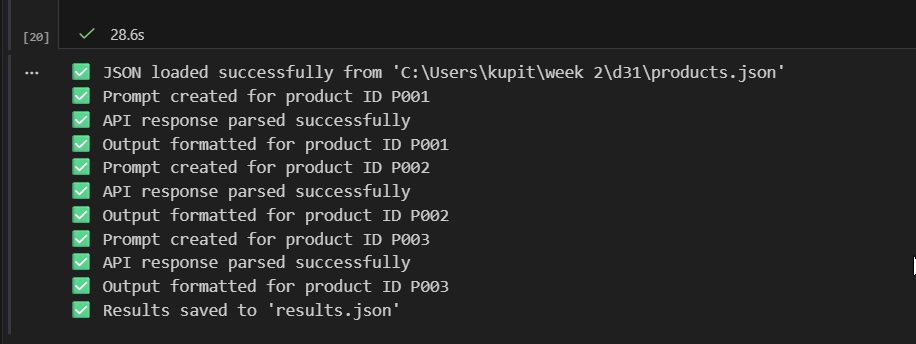 [20] ✓ 28.6s
... ✅ JSON loaded successfully from 'C:\Users\kupit\week 2\d31\products.json'
✅ Prompt created for product ID P001
✅ API response parsed successfully
✅ Output formatted for product ID P001
✅ Prompt created for product ID P002
✅ API response parsed successfully
✅ Output formatted for product ID P002
✅ Prompt created for product ID P003
✅ API response parsed successfully
✅ Output formatted for product ID P003
✅ Results saved to 'results.json'